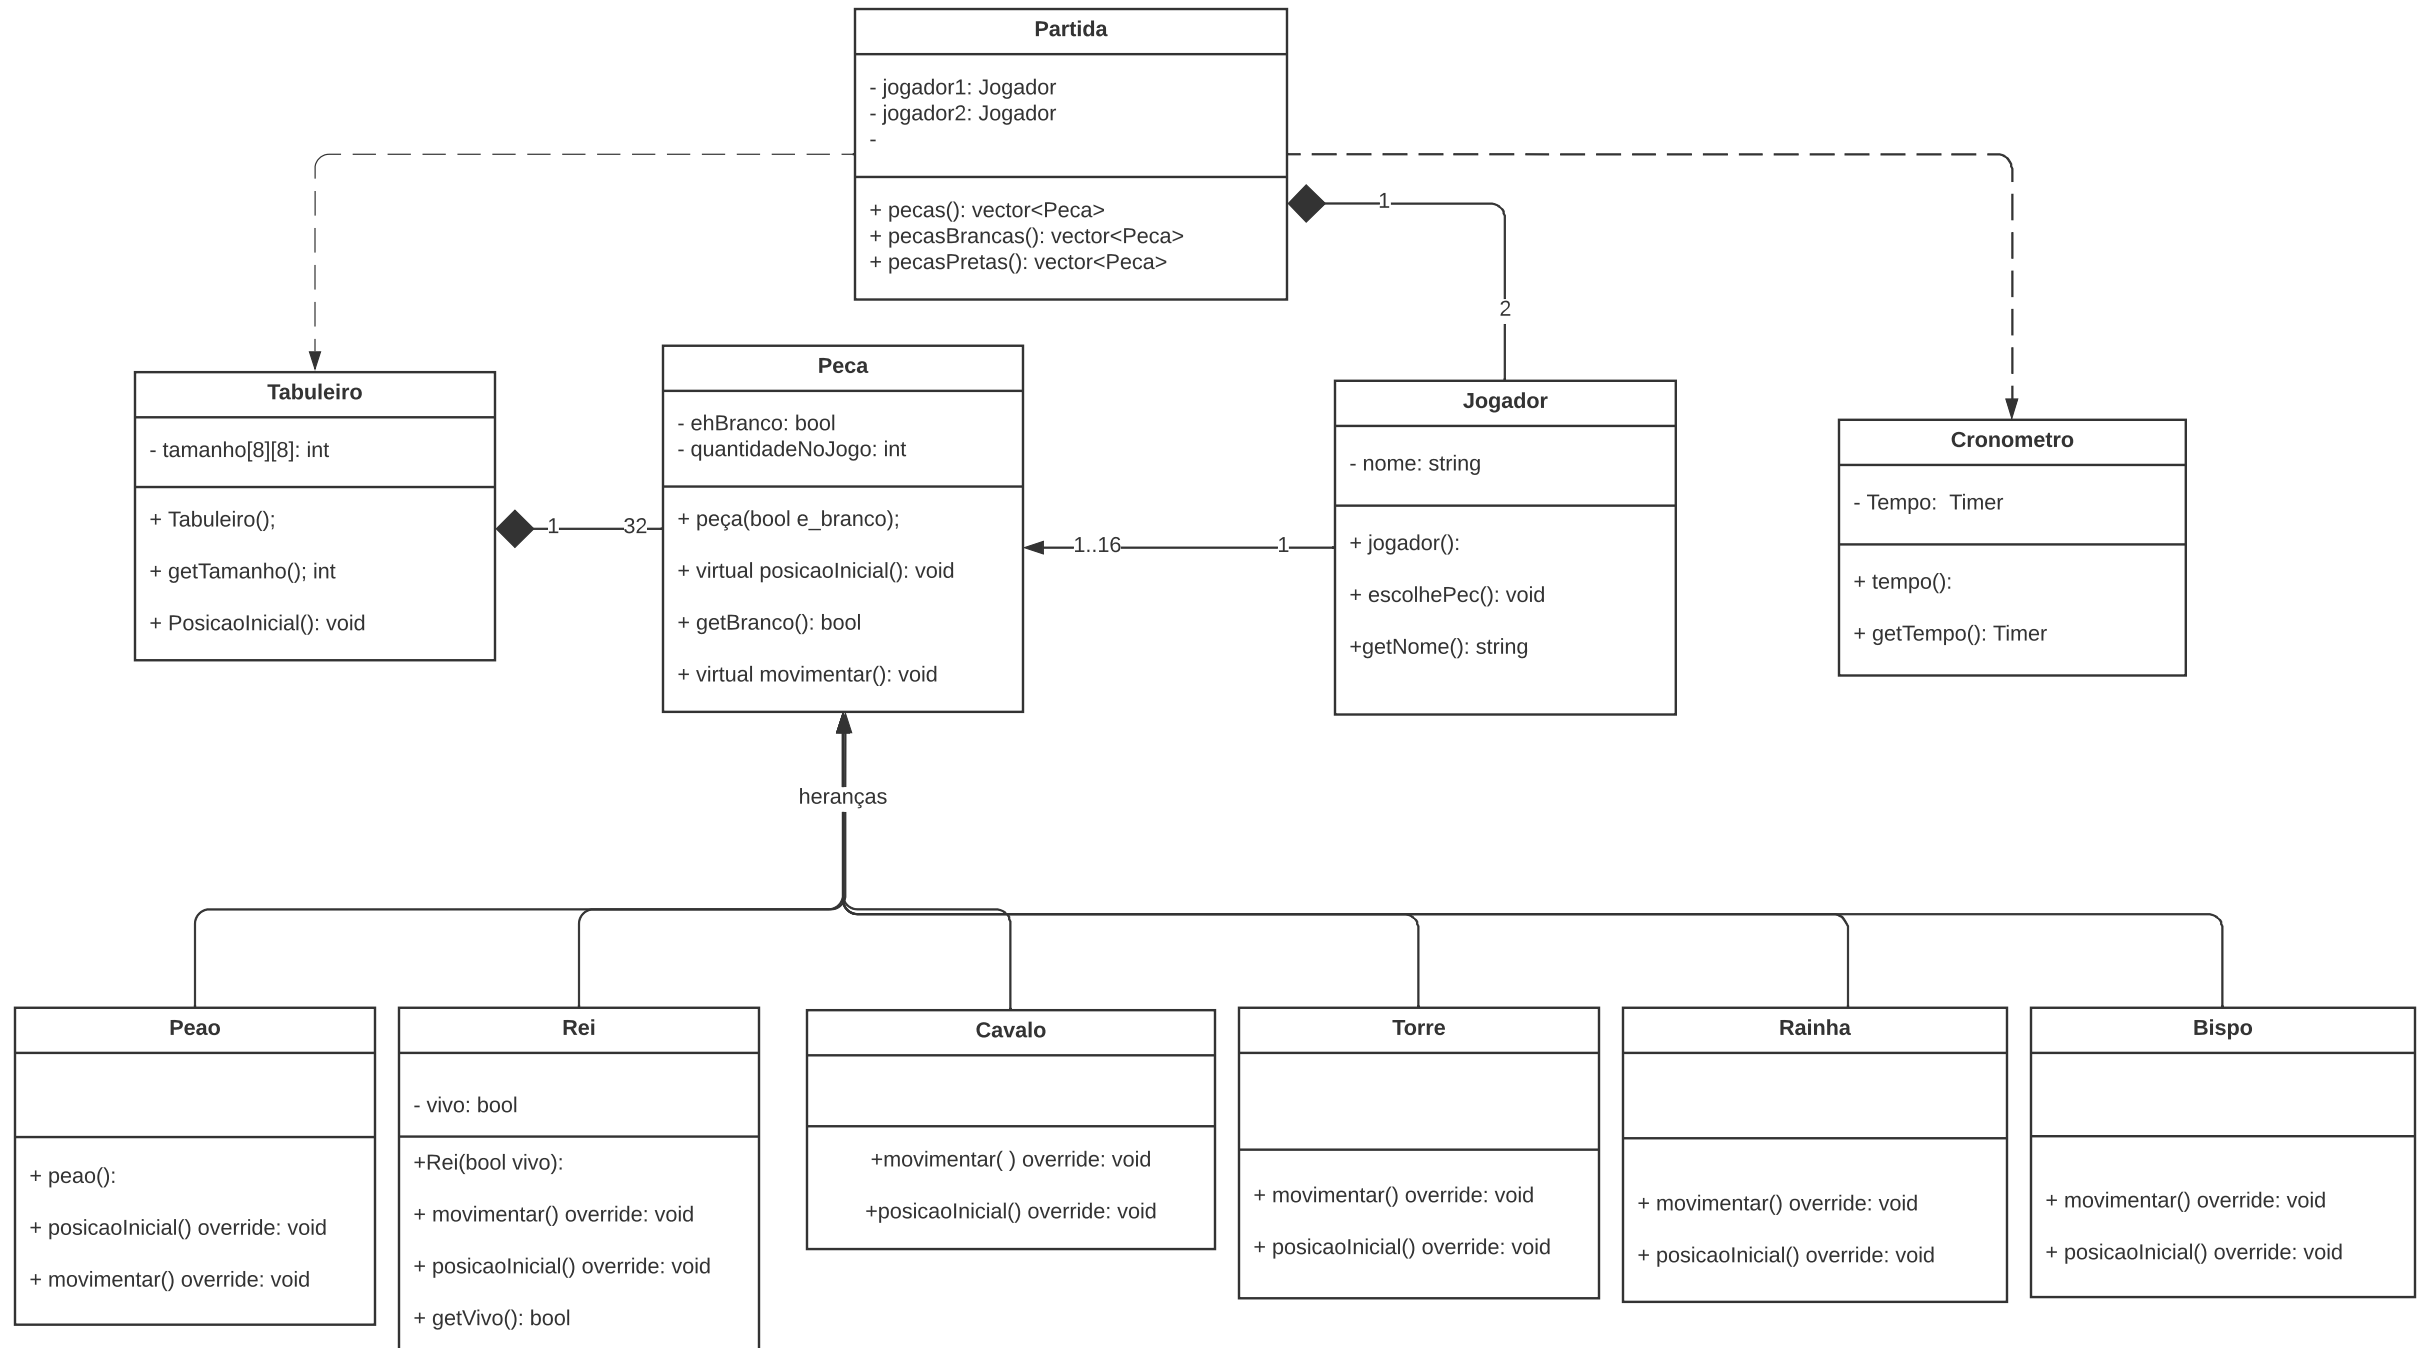 Partida
- jogador1: Jogador
- jogador2: Jogador
-
+ pecas(): vector<Peca>
+ pecasBrancas(): vector<Peca>
+ pecasPretas(): vector<Peca>
1
2
Tabuleiro
- tamanho[8][8]: int
+ Tabuleiro();
+ getTamanho(); int
+ PosicaoInicial(): void
1
32
Peca
- ehBranco: bool
- quantidadeNoJogo: int
+ peça(bool e_branco);
+ virtual posicaoInicial(): void
+ getBranco(): bool
+ virtual movimentar(): void
1..16
1
Jogador
- nome: string
+ jogador():
+ escolhePec(): void
+getNome(): string
Cronometro
- Tempo:  Timer
+ tempo():
+ getTempo(): Timer
heranças
Peao
+ peao():
+ posicaoInicial() override: void
+ movimentar() override: void
Rei
- vivo: bool
+Rei(bool vivo):
+ movimentar() override: void
+ posicaoInicial() override: void
+ getVivo(): bool
Cavalo
+movimentar( ) override: void
+posicaoInicial() override: void
Torre
+ movimentar() override: void
+ posicaoInicial() override: void
Rainha
+ movimentar() override: void
+ posicaoInicial() override: void
Bispo
+ movimentar() override: void
+ posicaoInicial() override: void